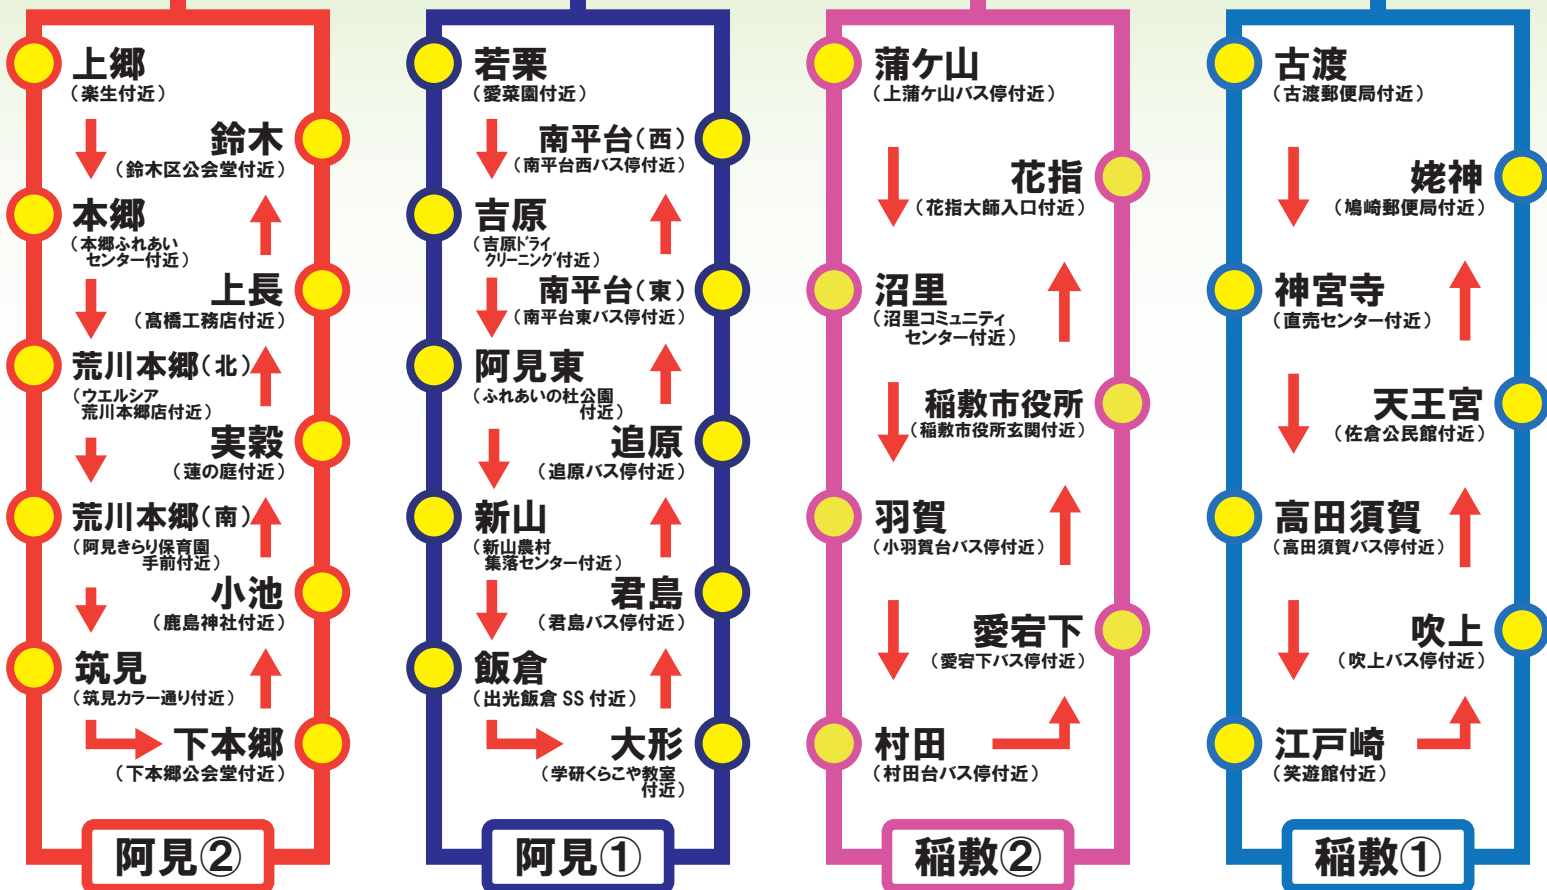 上郷
（楽生付近）
鈴木
（鈴木区公会堂付近）
本郷
（本郷ふれあい
センター付近）
上長
（髙橋工務店付近）
荒川本郷（北）
（ウエルシア
荒川本郷店付近）
実穀
（蓮の庭付近）
荒川本郷（南）
（阿見きらり保育園
手前付近）
小池
（鹿島神社付近）
筑見
（筑見カラー通り付近）
下本郷
（下本郷公会堂付近）
阿見②
若栗
（愛菜園付近）
南平台（西）
（南平台西バス停付近）
吉原
（吉原ドライ
クリーニング付近）
南平台（東）
（南平台東バス停付近）
阿見東
（ふれあいの杜公園
付近）
追原
（追原バス停付近）
新山
（新山農村
集落センター付近）
君島
（君島バス停付近）
飯倉
（出光飯倉 SS 付近）
大形
（学研くらこや教室
付近）
阿見①
蒲ケ山
（上蒲ケ山バス停付近）
花指
（花指大師入口付近）
沼里
（沼里コミュニティ
センター付近）
稲敷市役所
（稲敷市役所玄関付近）
羽賀
（小羽賀台バス停付近）
愛宕下
（愛宕下バス停付近）
村田
（村田台バス停付近）
稲敷②
古渡
（古渡郵便局付近）
姥神
（鳩崎郵便局付近）
神宮寺
（直売センター付近）
天王宮
（佐倉公民館付近）
高田須賀
（高田須賀バス停付近）
吹上
（吹上バス停付近）
江戸崎
（笑遊館付近）
稲敷①